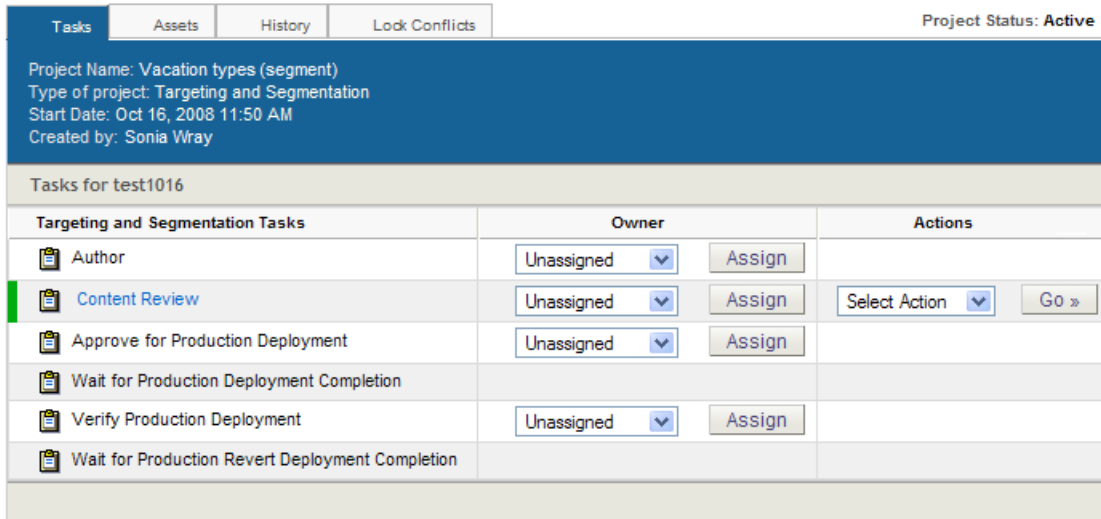 Tasks Assets History Lock Conflicts Project Status: Active
Project Name: Vacation types (segment)
Type of project: Targeting and Segmentation
Start Date: Oct 16, 2008 11:50 AM
Created by: Sonia Wray
Tasks for test1016
Targeting and Segmentation Tasks Owner Actions
Author Unassigned Assign
Content Review Unassigned Assign Select Action Go »
Approve for Production Deployment Unassigned Assign
Wait for Production Deployment Completion
Verify Production Deployment Unassigned Assign
Wait for Production Revert Deployment Completion